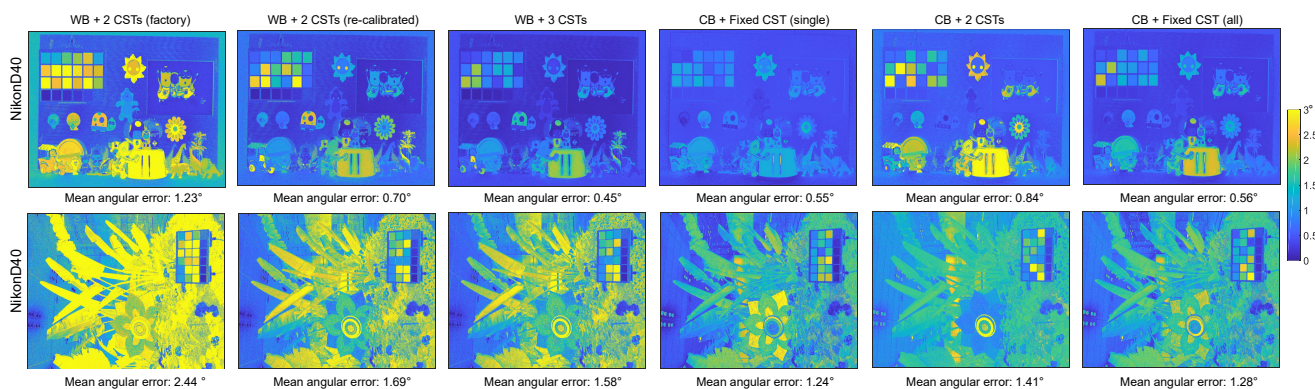 WB + 2 CSTs (factory)
WB + 2 CSTs (re-calibrated)
WB + 3 CSTs
CB + Fixed CST (single)
CB + 2 CSTs
CB + Fixed CST (all)
NikonD40
Mean angular error: 1.23°
Mean angular error: 0.70°
Mean angular error: 0.45°
Mean angular error: 0.55°
Mean angular error: 0.84°
Mean angular error: 0.56°
3°
2.5
2
1.5
1
0.5
0
NikonD40
Mean angular error: 2.44 °
Mean angular error: 1.69°
Mean angular error: 1.58°
Mean angular error: 1.24°
Mean angular error: 1.41°
Mean angular error: 1.28°